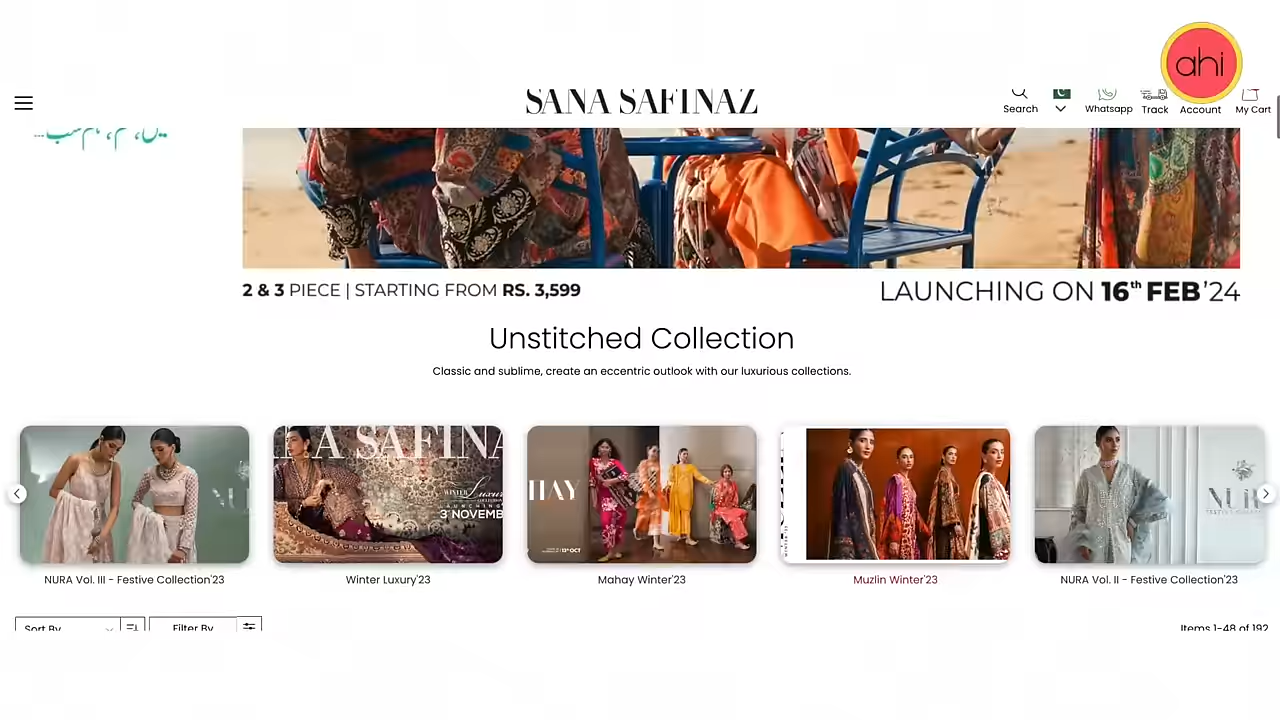 ahi
SANA SAFINAZ
Search
Whatsapp
Track
Account
My Cart
2 & 3 PIECE | STARTING FROM RS. 3,599
LAUNCHING ON 16th FEB'24
Unstitched Collection
Classic and sublime, create an eccentric outlook with our luxurious collections.
NURA Vol. III - Festive Collection'23
Winter Luxury'23
3 NOVEMB
HAY
Mahay Winter'23
Muzlin Winter'23
NURA Vol. II - Festive Collection'23
Sort By
Filter By
Items 1-48 of 192